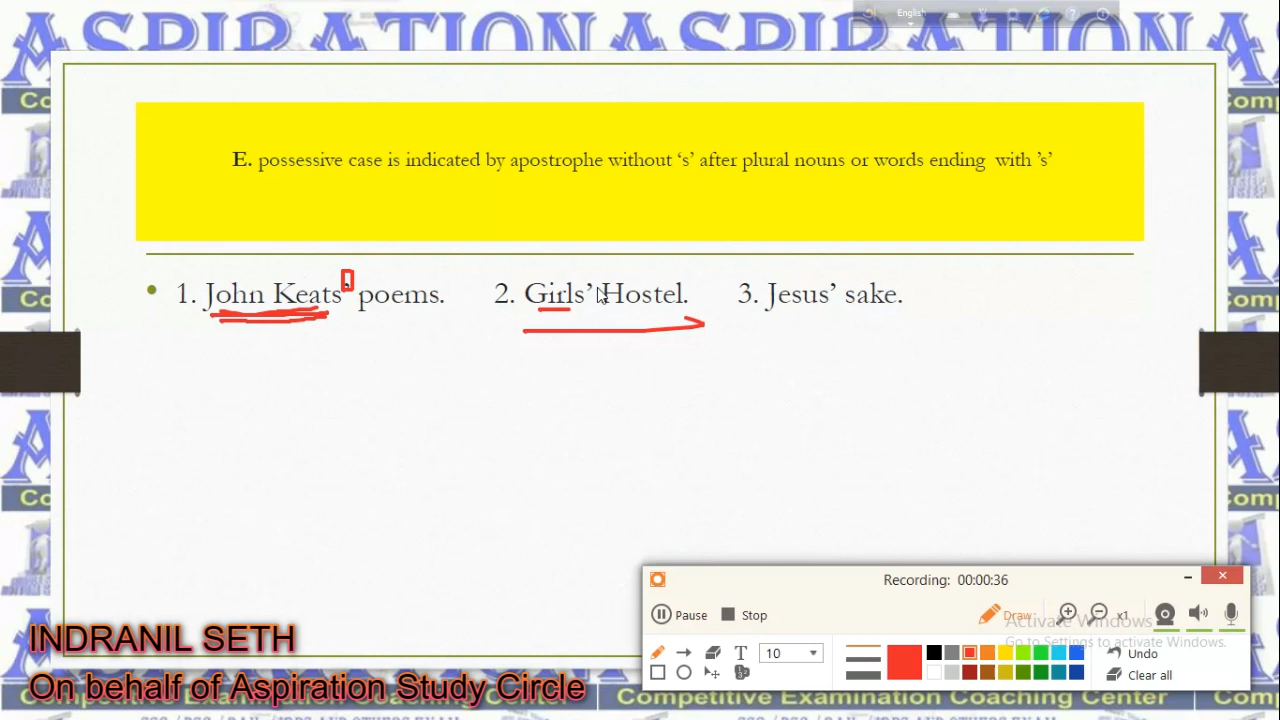 ASPIRATION
English
E. possessive case is indicated by apostrophe without ‘s’ after plural nouns or words ending with ’s’
• 1. John Keats’ poems. 2. Girls’ Hostel. 3. Jesus’ sake.
Recording: 00:00:36
Pause Stop Draw x1
Activate Windows
Go to Settings to activate Windows.
T 10 Undo
Clear all
INDRANIL SETH
On behalf of Aspiration Study Circle
Competitive Examination Coaching Center